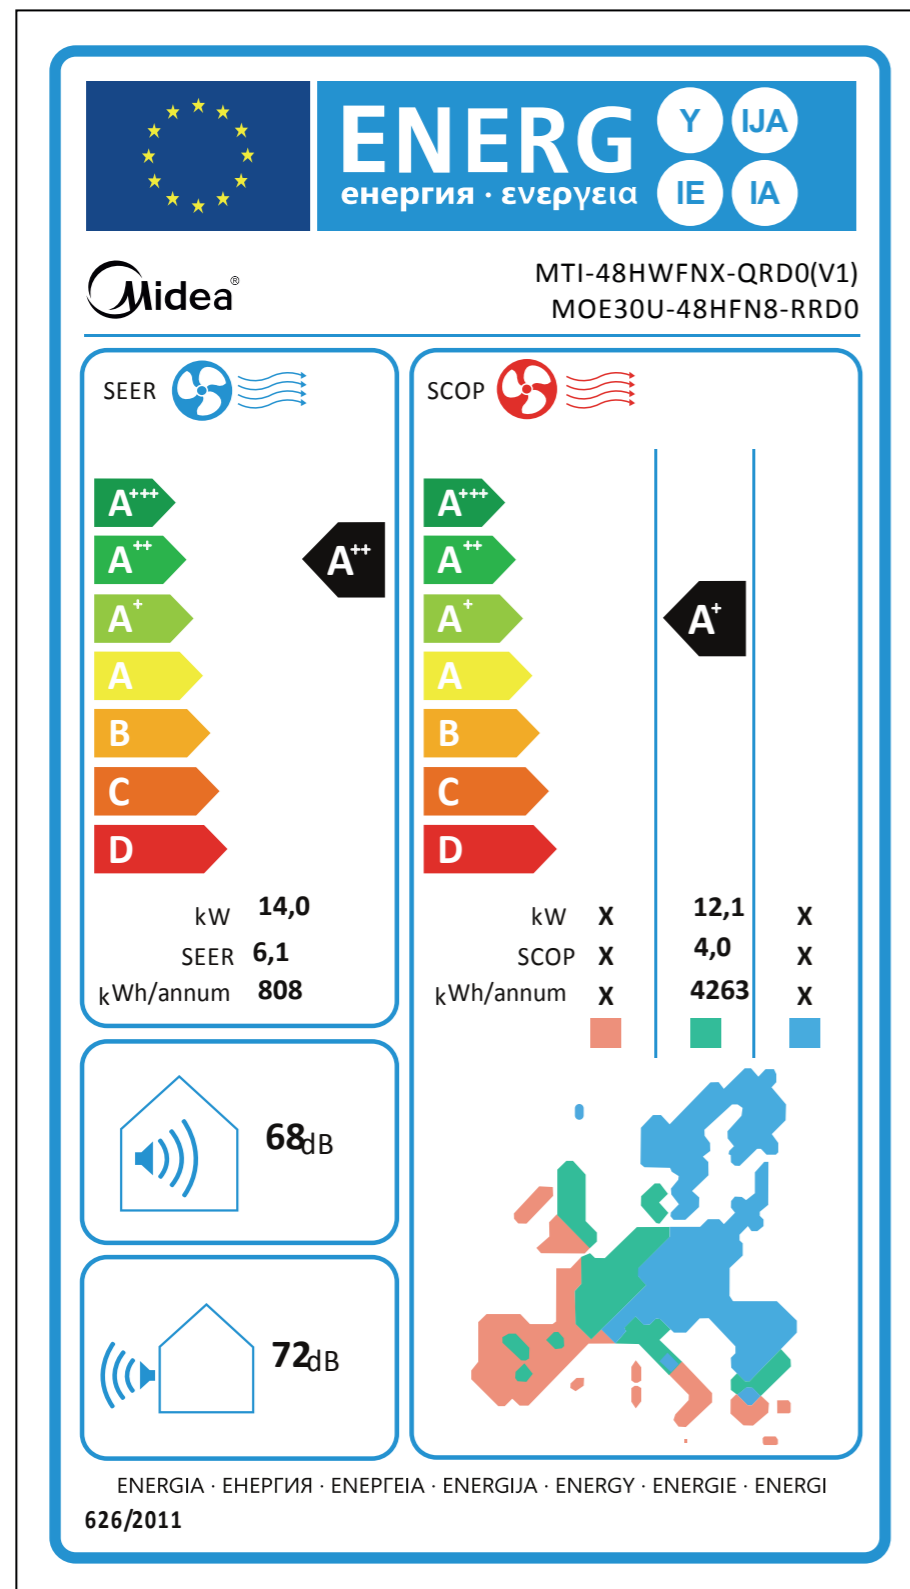 ENERG
енергия · ενεργεια
Y IJA
IE IA
Midea®
MTI-48HWFNX-QRD0(V1)
MOE30U-48HFN8-RRD0
SEER
A+++
A++
A+
A
B
C
D
A++
kW 14,0
SEER 6,1
kWh/annum 808
SCOP
A+++
A++
A+
A
B
C
D
A+
kW X 12,1 X
SCOP X 4,0 X
kWh/annum X 4263 X
68dB
72dB
ENERGIA · ЕНЕРГИЯ · ΕΝΕΡΓΕΙΑ · ENERGIJA · ENERGY · ENERGIE · ENERGI
626/2011